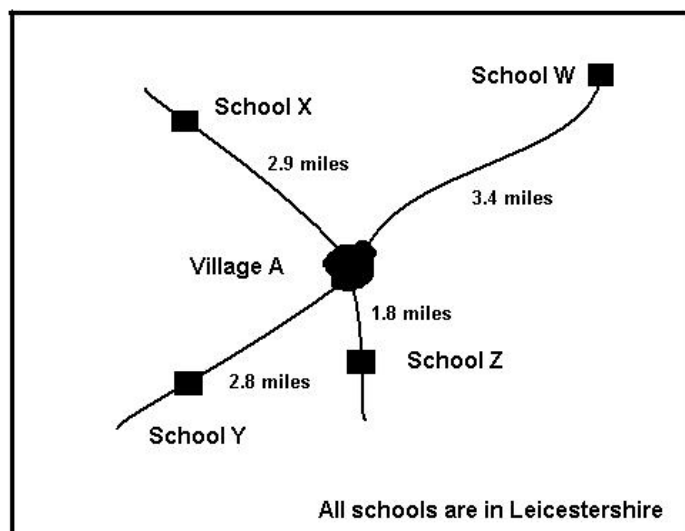 School W
School X
2.9 miles
3.4 miles
Village A
1.8 miles
School Z
2.8 miles
School Y
All schools are in Leicestershire